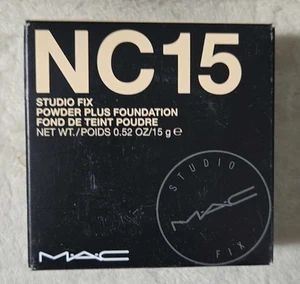 NC15
STUDIO FIX
POWDER PLUS FOUNDATION
FOND DE TEINT POUDRE
NET WT./POIDS 0.52 OZ/15 g ℮
STUDIO
MAC
FIX
MAC